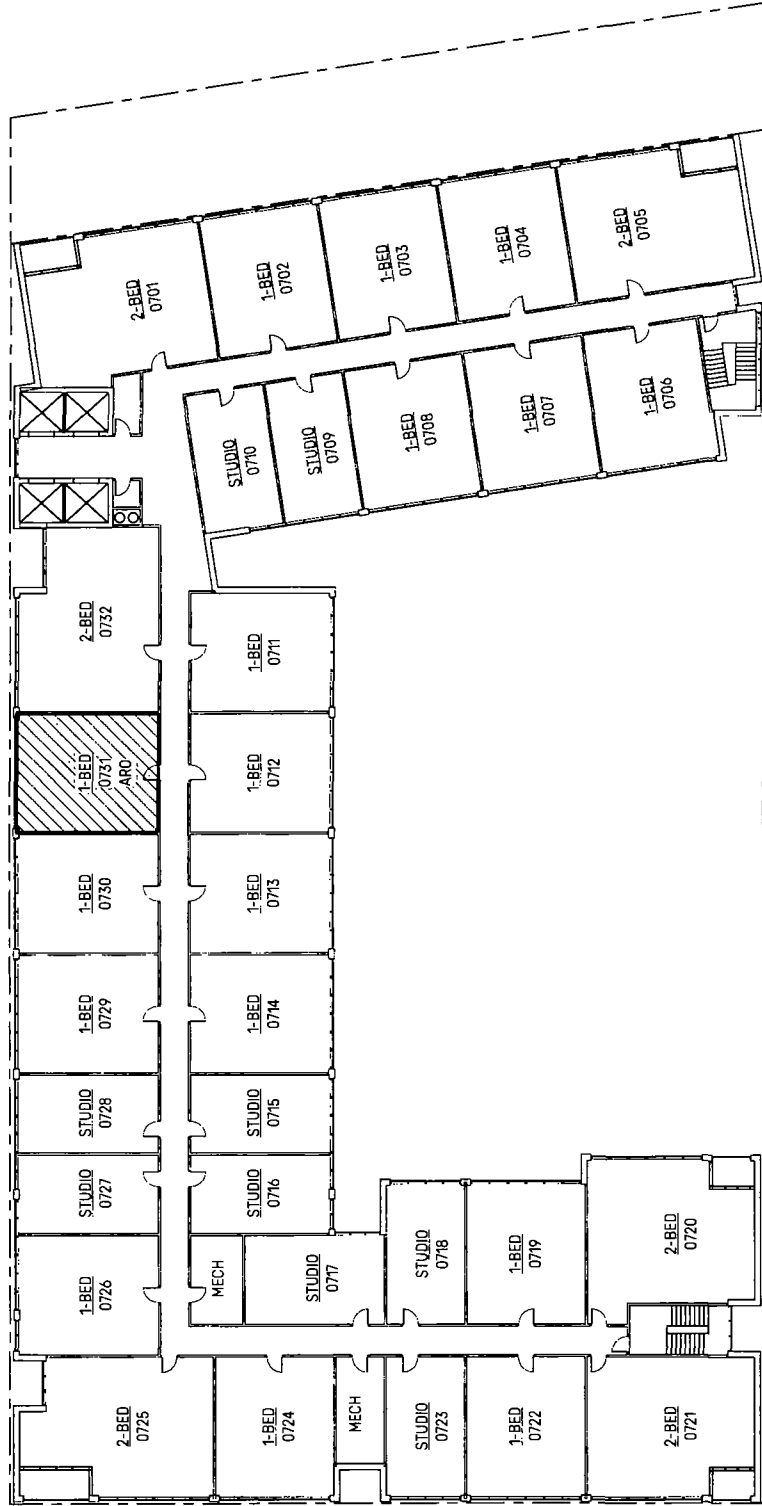 2-BED
0701
1-BED
0702
1-BED
0703
1-BED
0704
2-BED
0705
1-BED
0706
1-BED
0707
1-BED
0708
STUDIO
0709
STUDIO
0710
2-BED
0732
1-BED
0711
1-BED
0731
ARO
1-BED
0712
1-BED
0730
1-BED
0713
1-BED
0729
1-BED
0714
STUDIO
0728
STUDIO
0715
STUDIO
0727
STUDIO
0716
1-BED
0726
MECH
STUDIO
0717
STUDIO
0718
1-BED
0719
2-BED
0720
2-BED
0725
1-BED
0724
MECH
STUDIO
0723
1-BED
0722
2-BED
0721